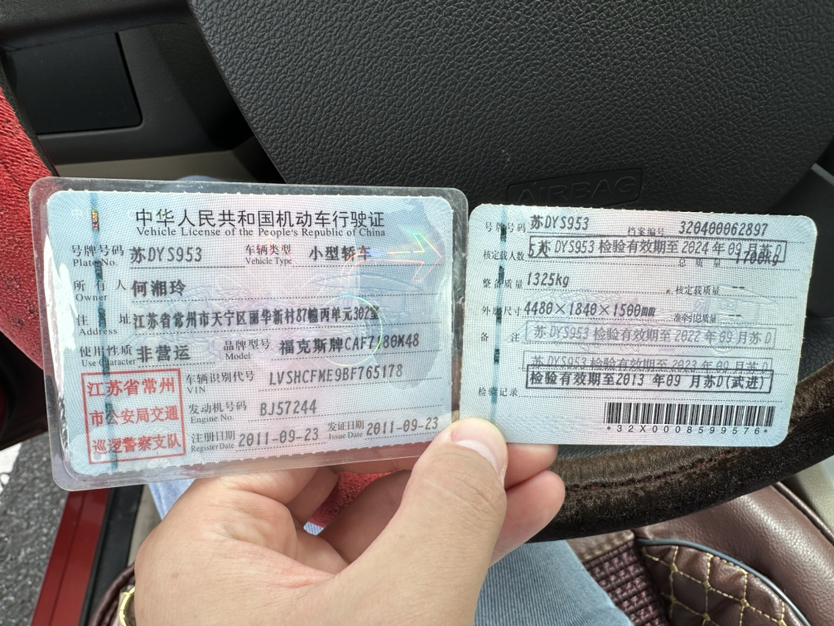 中华人民共和国机动车行驶证
Vehicle License of the People's Republic of China
号牌号码 苏DYS953 车辆类型 小型轿车
Plate No. Vehicle Type
所有人 何湘玲
Owner
住址 江苏省常州市天宁区丽华新村87幢丙单元302室
Address
使用性质 非营运 品牌型号 福克斯牌CAF7180M48
Use Character Model
江苏省常州
市公安局交通
巡逻警察支队
车辆识别代号 LVSHCFME9BF765178
VIN
发动机号码 BJ57244
Engine No.
注册日期 2011-09-23 发证日期 2011-09-23
Register Date Issue Date
号牌号码 苏DYS953 档案编号 320400062897
核定载人数 5人 苏DYS953 检验有效期至2024年09月苏D
总质量 1700kg
整备质量 1325kg 核定载质量
外廓尺寸 4480×1840×1500mm 准牵引总质量
备注 苏DYS953 检验有效期至2022年09月苏D
苏DYS953 检验有效期至2023年09月苏D
检验有效期至2013年09月苏D(武进)
检验记录
*32X0008599576*
AIRBAG